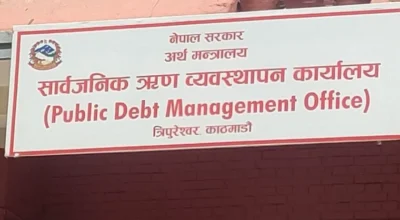 नेपाल सरकार
अर्थ मन्त्रालय
सार्वजनिक ऋण व्यवस्थापन कार्यालय
(Public Debt Management Office)
त्रिपुरेश्वर, काठमाडौं